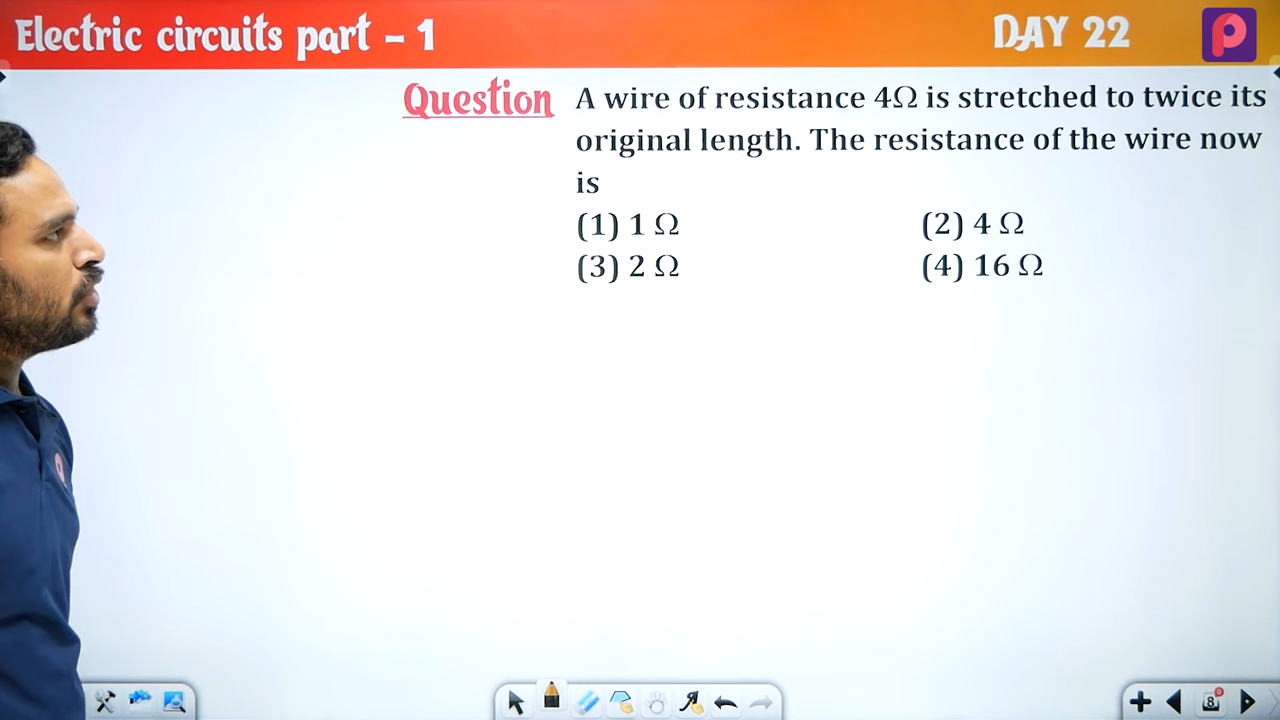 Electric circuits part – 1
DAY 22
Question
A wire of resistance 4Ω is stretched to twice its
original length. The resistance of the wire now
is
(1) 1 Ω (2) 4 Ω
(3) 2 Ω (4) 16 Ω
8